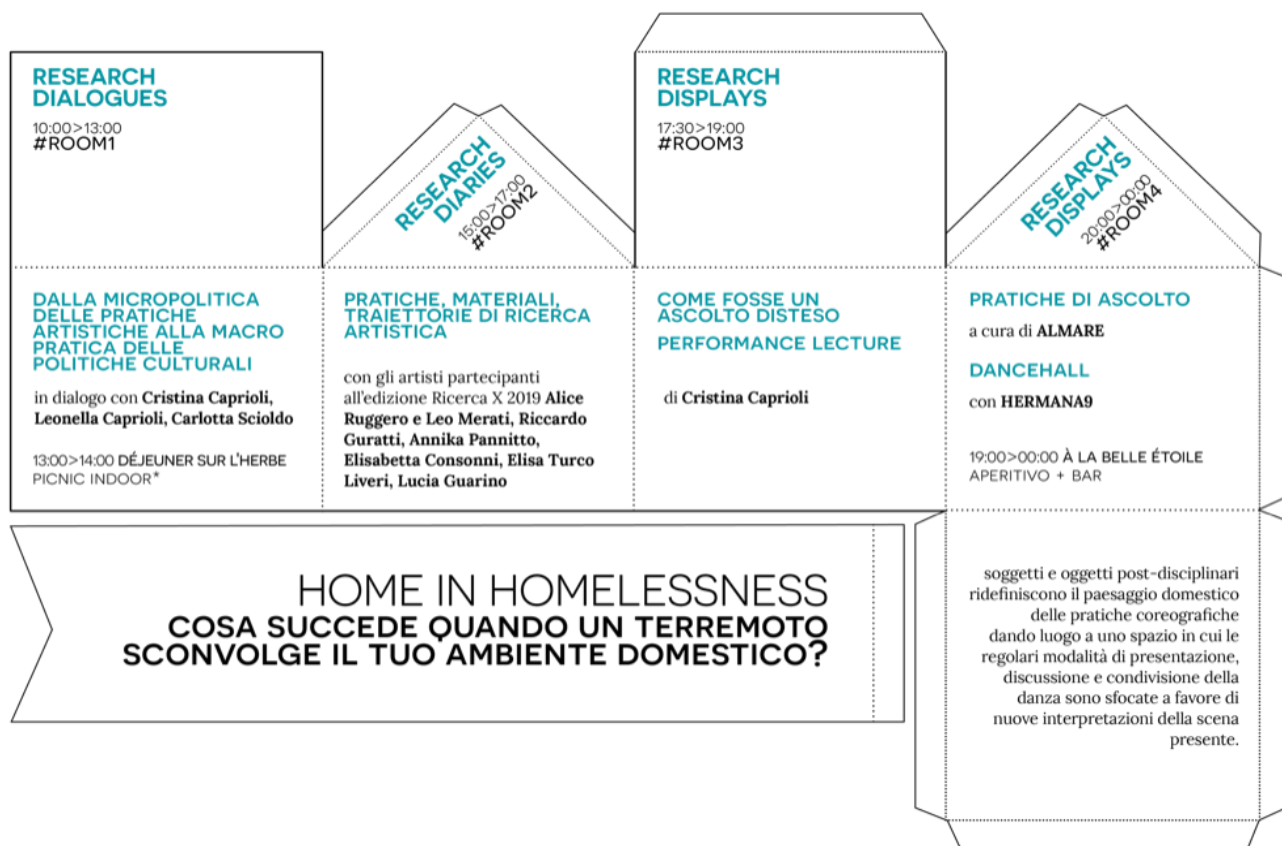 RESEARCH
DIALOGUES
10:00>13:00
#ROOM1
DALLA MICROPOLITICA
DELLE PRATICHE
ARTISTICHE ALLA MACRO
PRATICA DELLE
POLITICHE CULTURALI
in dialogo con Cristina Caprioli,
Leonella Caprioli, Carlotta Scioldo
13:00>14:00 DÉJEUNER SUR L'HERBE
PICNIC INDOOR*
RESEARCH
DIARIES
15:00>17:00
#ROOM2
PRATICHE, MATERIALI,
TRAIETTORIE DI RICERCA
ARTISTICA
con gli artisti partecipanti
all'edizione Ricerca X 2019 Alice
Ruggero e Leo Merati, Riccardo
Guratti, Annika Pannitto,
Elisabetta Consonni, Elisa Turco
Liveri, Lucia Guarino
RESEARCH
DISPLAYS
17:30>19:00
#ROOM3
COME FOSSE UN
ASCOLTO DISTESO
PERFORMANCE LECTURE
di Cristina Caprioli
RESEARCH
DISPLAYS
20:00>00:00
#ROOM4
PRATICHE DI ASCOLTO
a cura di ALMARE
DANCEHALL
con HERMANA9
19:00>00:00 À LA BELLE ÉTOILE
APERITIVO + BAR
HOME IN HOMELESSNESS
COSA SUCCEDE QUANDO UN TERREMOTO
SCONVOLGE IL TUO AMBIENTE DOMESTICO?
soggetti e oggetti post-disciplinari
ridefiniscono il paesaggio domestico
delle pratiche coreografiche
dando luogo a uno spazio in cui le
regolari modalità di presentazione,
discussione e condivisione della
danza sono sfocate a favore di
nuove interpretazioni della scena
presente.